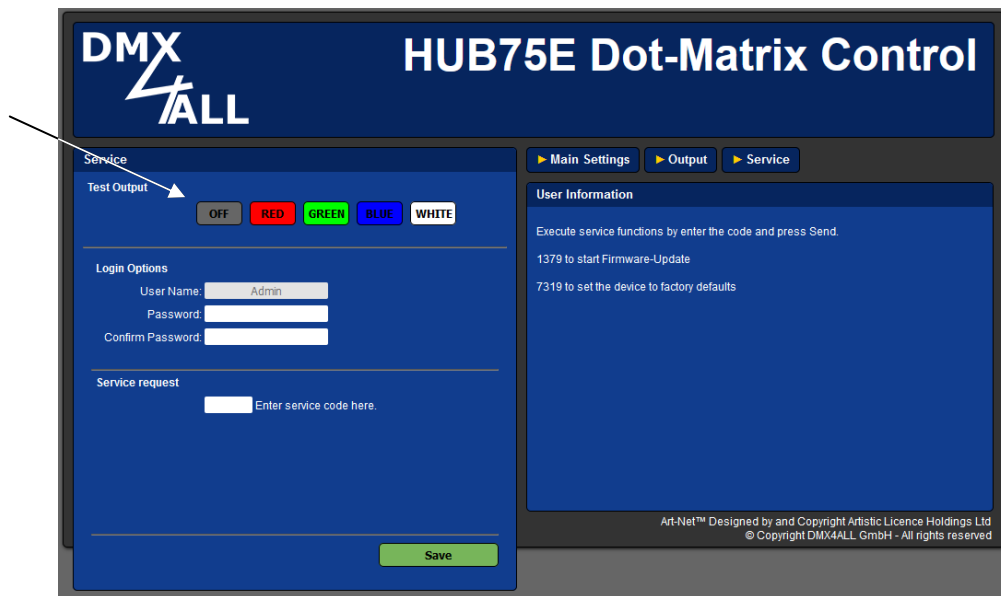 DMX
4ALL
HUB75E Dot-Matrix Control
Service
Test Output
OFF RED GREEN BLUE WHITE
Login Options
User Name: Admin
Password:
Confirm Password:
Service request
Enter service code here.
Save
Main Settings Output Service
User Information
Execute service functions by enter the code and press Send.
1379 to start Firmware-Update
7319 to set the device to factory defaults
Art-Net™ Designed by and Copyright Artistic Licence Holdings Ltd
© Copyright DMX4ALL GmbH - All rights reserved